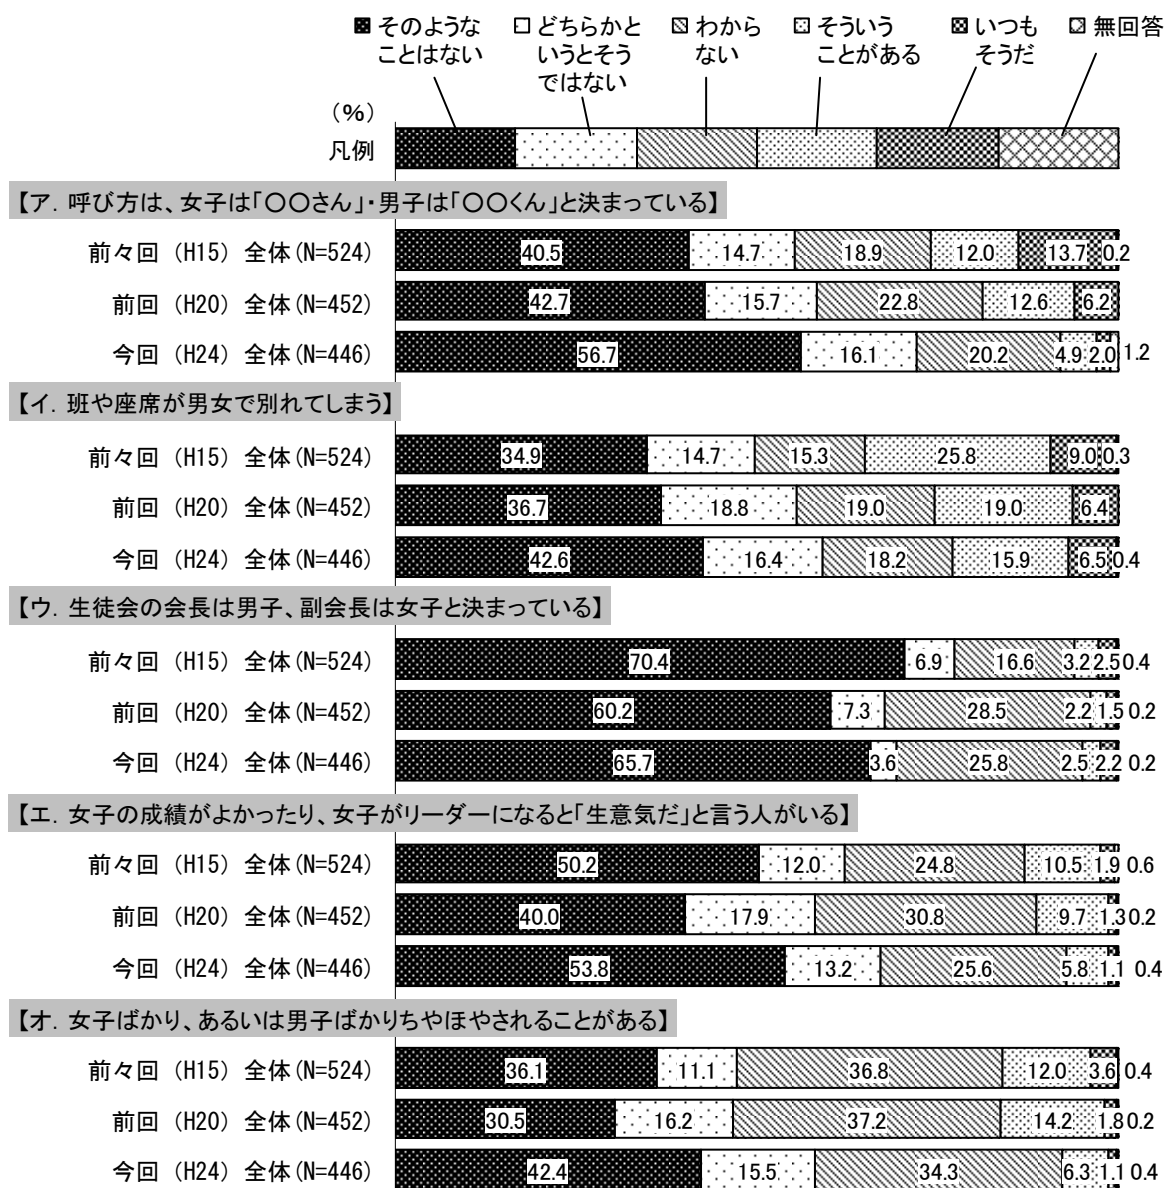 そのような ことはない
どちらかと いうとそう ではない
わから ない
そういう ことがある
いつも そうだ
無回答
(%)
凡例
【ア．呼び方は、女子は「〇〇さん」・男子は「〇〇くん」と決まっている】
前々回 (H15) 全体(N=524) 40.5 14.7 18.9 12.0 13.7 0.2
前回 (H20) 全体(N=452) 42.7 15.7 22.8 12.6 6.2
今回 (H24) 全体(N=446) 56.7 16.1 20.2 4.9 2.0 1.2
【イ．班や座席が男女で別れてしまう】
前々回 (H15) 全体(N=524) 34.9 14.7 15.3 25.8 9.0 0.3
前回 (H20) 全体(N=452) 36.7 18.8 19.0 19.0 6.4
今回 (H24) 全体(N=446) 42.6 16.4 18.2 15.9 6.5 0.4
【ウ．生徒会の会長は男子、副会長は女子と決まっている】
前々回 (H15) 全体(N=524) 70.4 6.9 16.6 3.2 2.5 0.4
前回 (H20) 全体(N=452) 60.2 7.3 28.5 2.2 1.5 0.2
今回 (H24) 全体(N=446) 65.7 3.6 25.8 2.5 2.2 0.2
【エ．女子の成績がよかったり、女子がリーダーになると「生意気だ」と言う人がいる】
前々回 (H15) 全体(N=524) 50.2 12.0 24.8 10.5 1.9 0.6
前回 (H20) 全体(N=452) 40.0 17.9 30.8 9.7 1.3 0.2
今回 (H24) 全体(N=446) 53.8 13.2 25.6 5.8 1.1 0.4
【オ．女子ばかり、あるいは男子ばかりちやほやされることがある】
前々回 (H15) 全体(N=524) 36.1 11.1 36.8 12.0 3.6 0.4
前回 (H20) 全体(N=452) 30.5 16.2 37.2 14.2 1.8 0.2
今回 (H24) 全体(N=446) 42.4 15.5 34.3 6.3 1.1 0.4